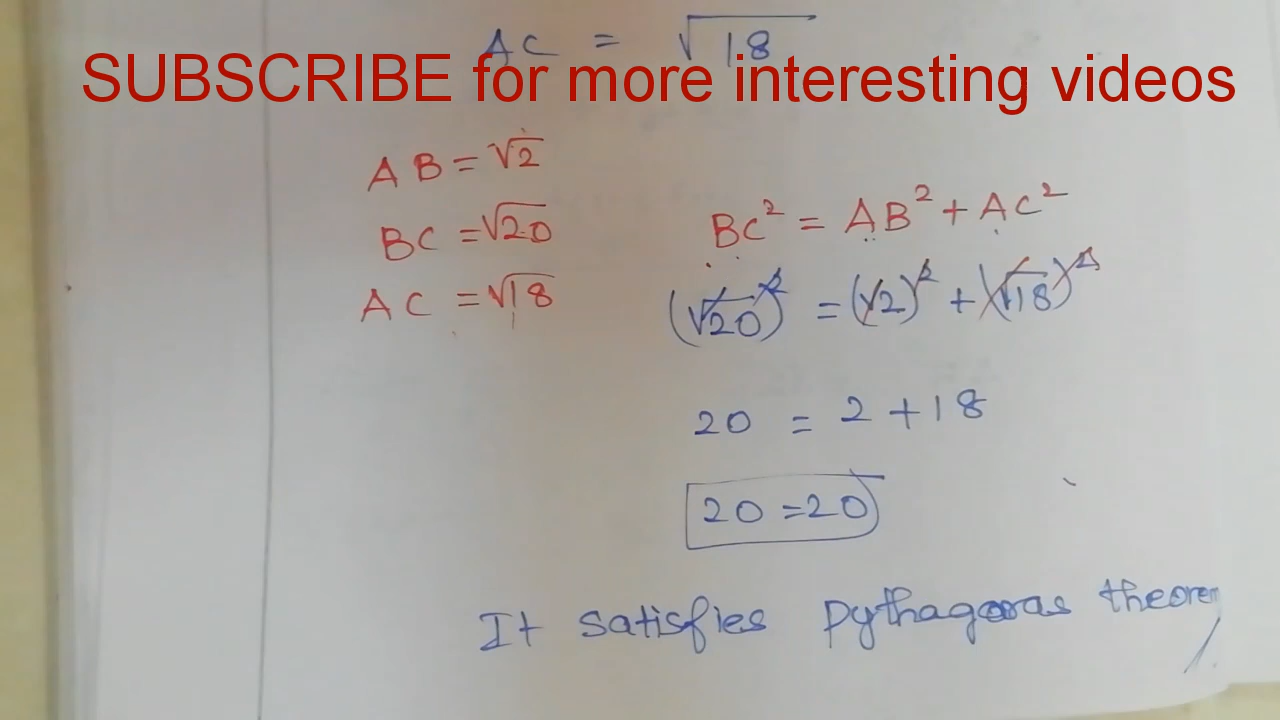 AC = √18
SUBSCRIBE for more interesting videos
AB = √2
BC = √20
AC = √18
BC² = AB² + AC²
(√20)² = (√2)² + (√18)²
20 = 2 + 18
20 = 20
It satisfies pythagoras theorem